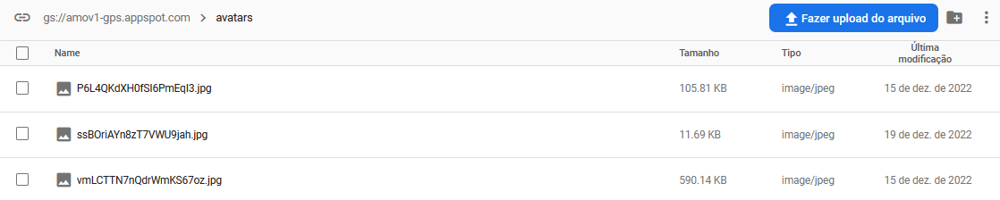 gs://amov1-gps.appspot.com > avatars
Fazer upload do arquivo
Name Tamanho Tipo Última modificação
P6L4QKdXH0fSI6PmEqI3.jpg 105.81 KB image/jpeg 15 de dez. de 2022
ssBOriAYn8zT7VWU9jah.jpg 11.69 KB image/jpeg 19 de dez. de 2022
vmLCTTN7nQdrWmKS67oz.jpg 590.14 KB image/jpeg 15 de dez. de 2022